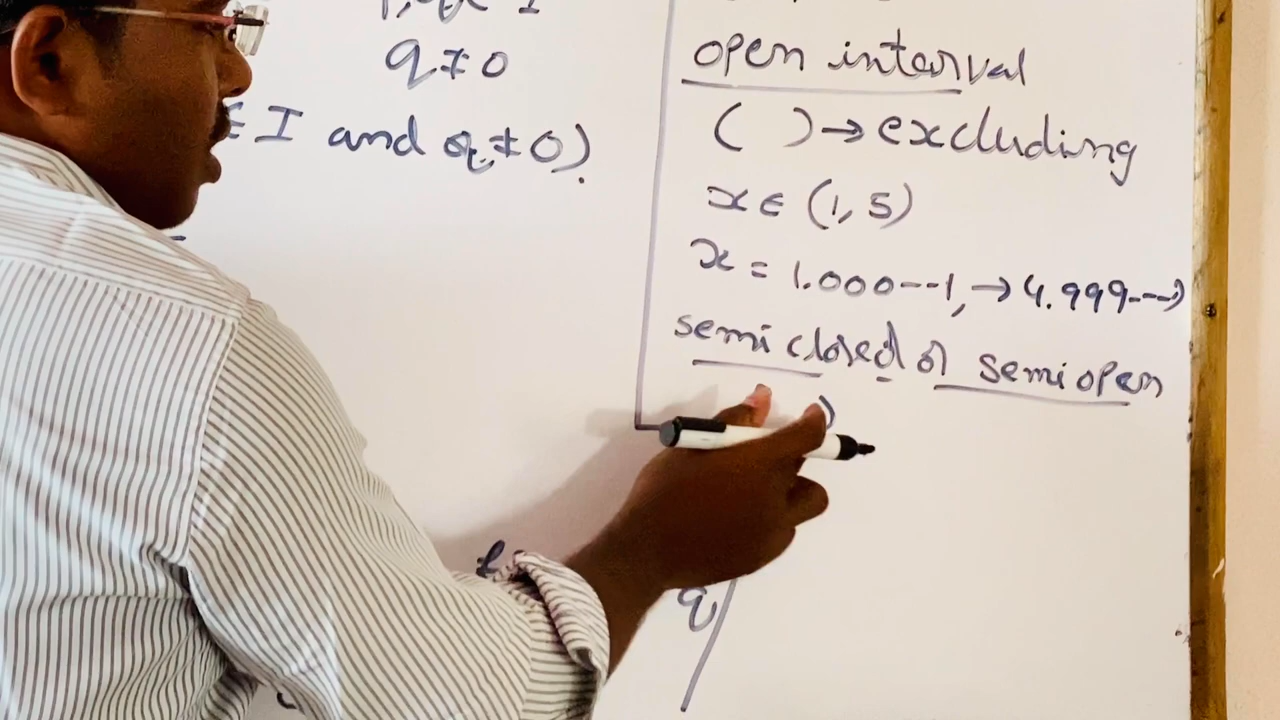 q ≠ 0
∈ I and q ≠ 0).
open interval
( ) → excluding
x ∈ (1, 5)
x = 1.000--1, → 4.999--→
semi closed or semi open
)
q